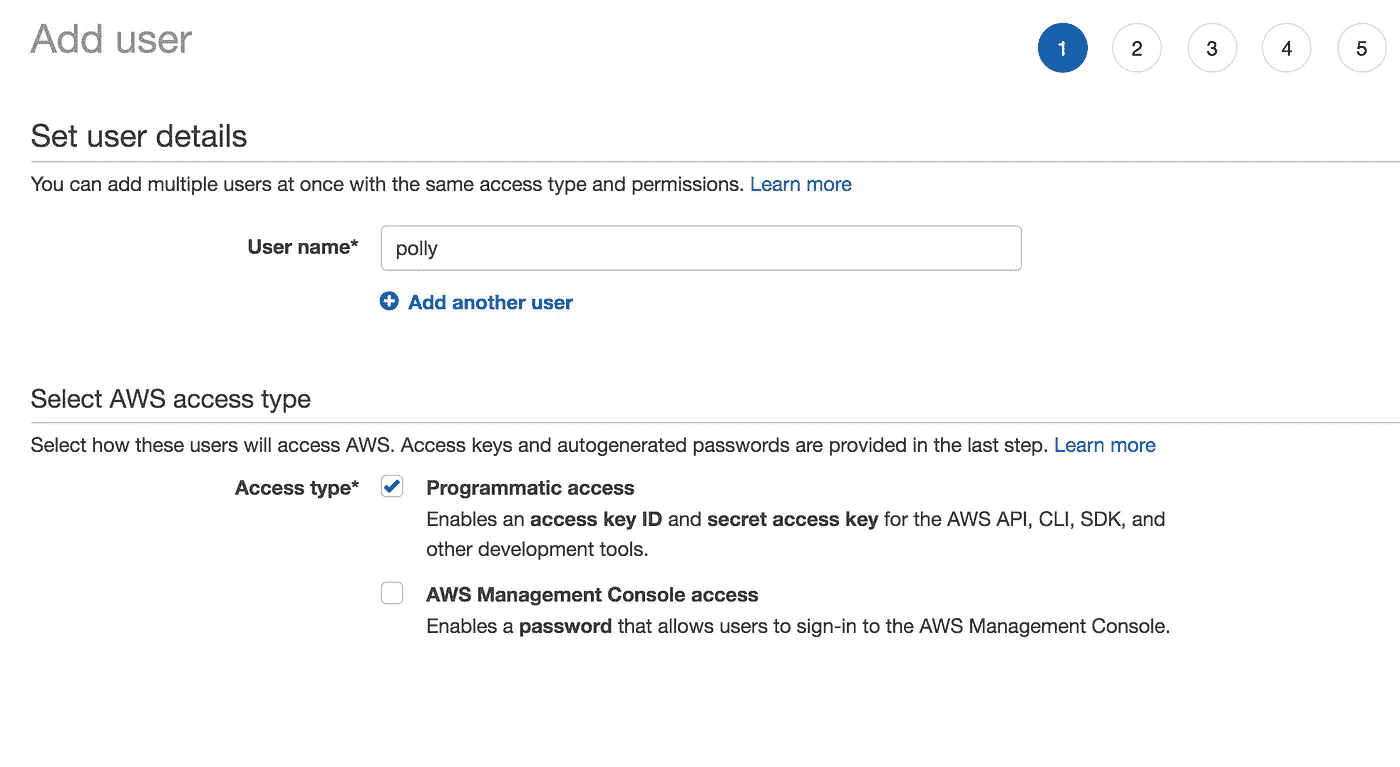 Add user
1 2 3 4 5
Set user details
You can add multiple users at once with the same access type and permissions. Learn more
User name* polly
Add another user
Select AWS access type
Select how these users will access AWS. Access keys and autogenerated passwords are provided in the last step. Learn more
Access type* Programmatic access
Enables an access key ID and secret access key for the AWS API, CLI, SDK, and
other development tools.
AWS Management Console access
Enables a password that allows users to sign-in to the AWS Management Console.